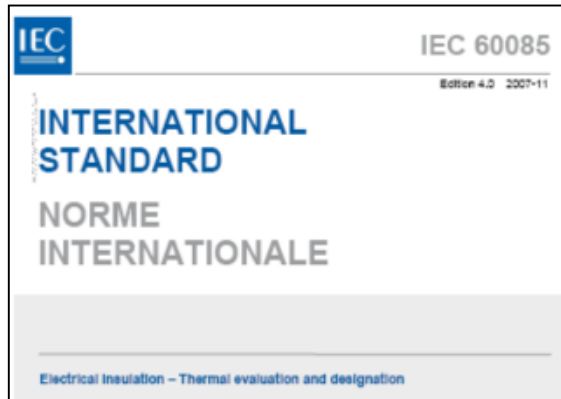 IEC
IEC 60085
Edition 4.0 2007-11
INTERNATIONAL
STANDARD
NORME
INTERNATIONALE
Electrical insulation – Thermal evaluation and designation